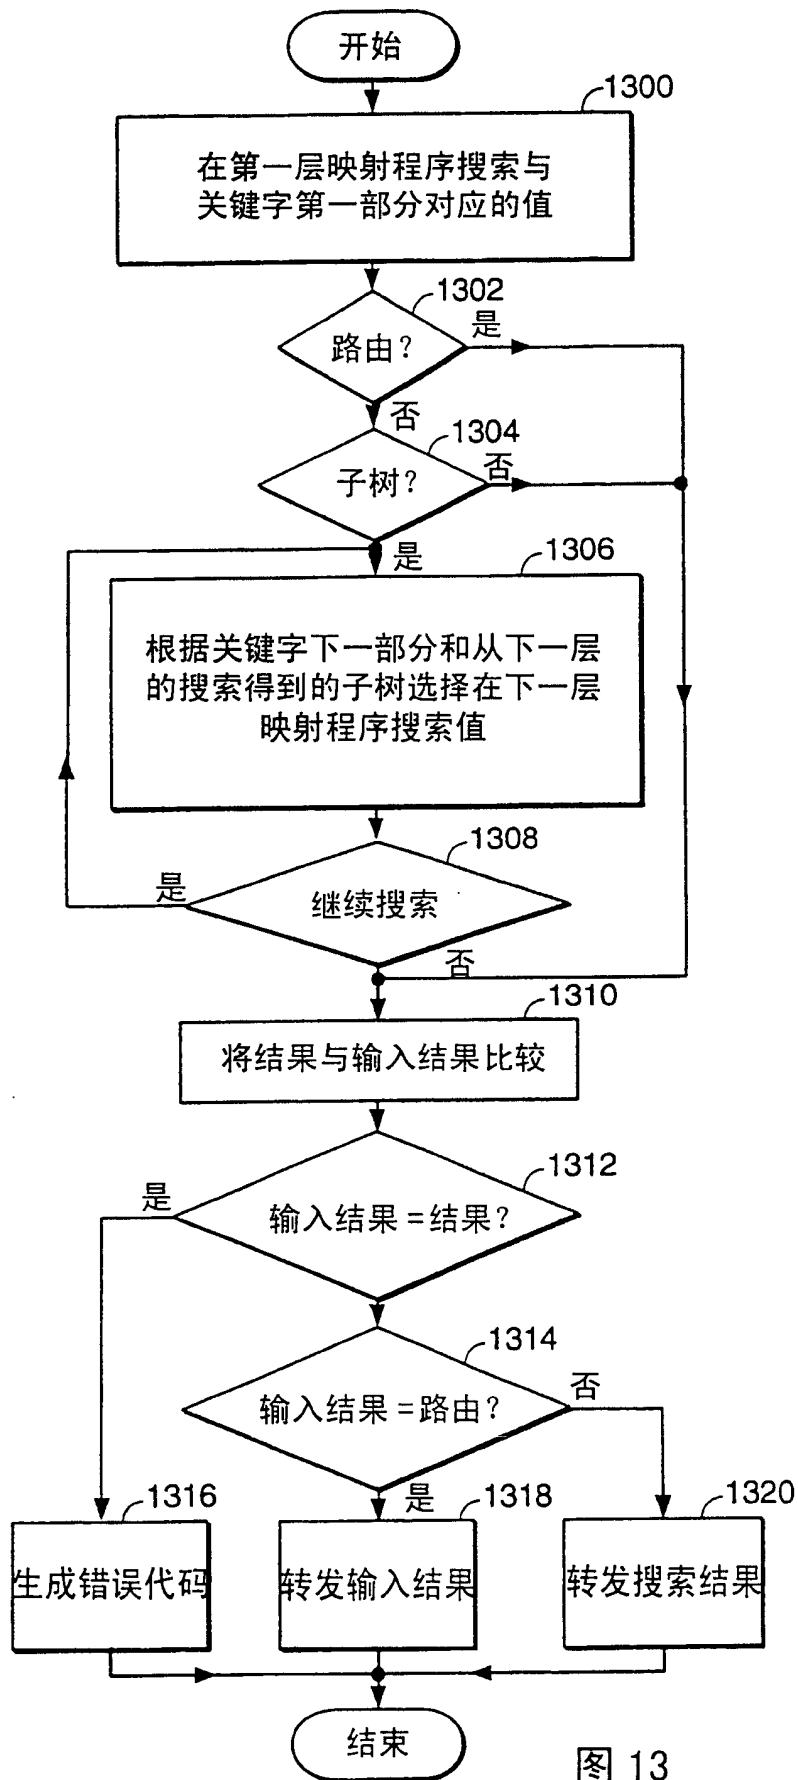 开始
1300
在第一层映射程序搜索与
关键字第一部分对应的值
1302
路由?
是
否
1304
子树?
否
是
1306
根据关键字下一部分和从下一层
的搜索得到的子树选择在下一层
映射程序搜索值
1308
是
继续搜索
否
1310
将结果与输入结果比较
1312
是
输入结果=结果?
1314
输入结果=路由?
否
是
1316
生成错误代码
1318
转发输入结果
1320
转发搜索结果
结束
图 13